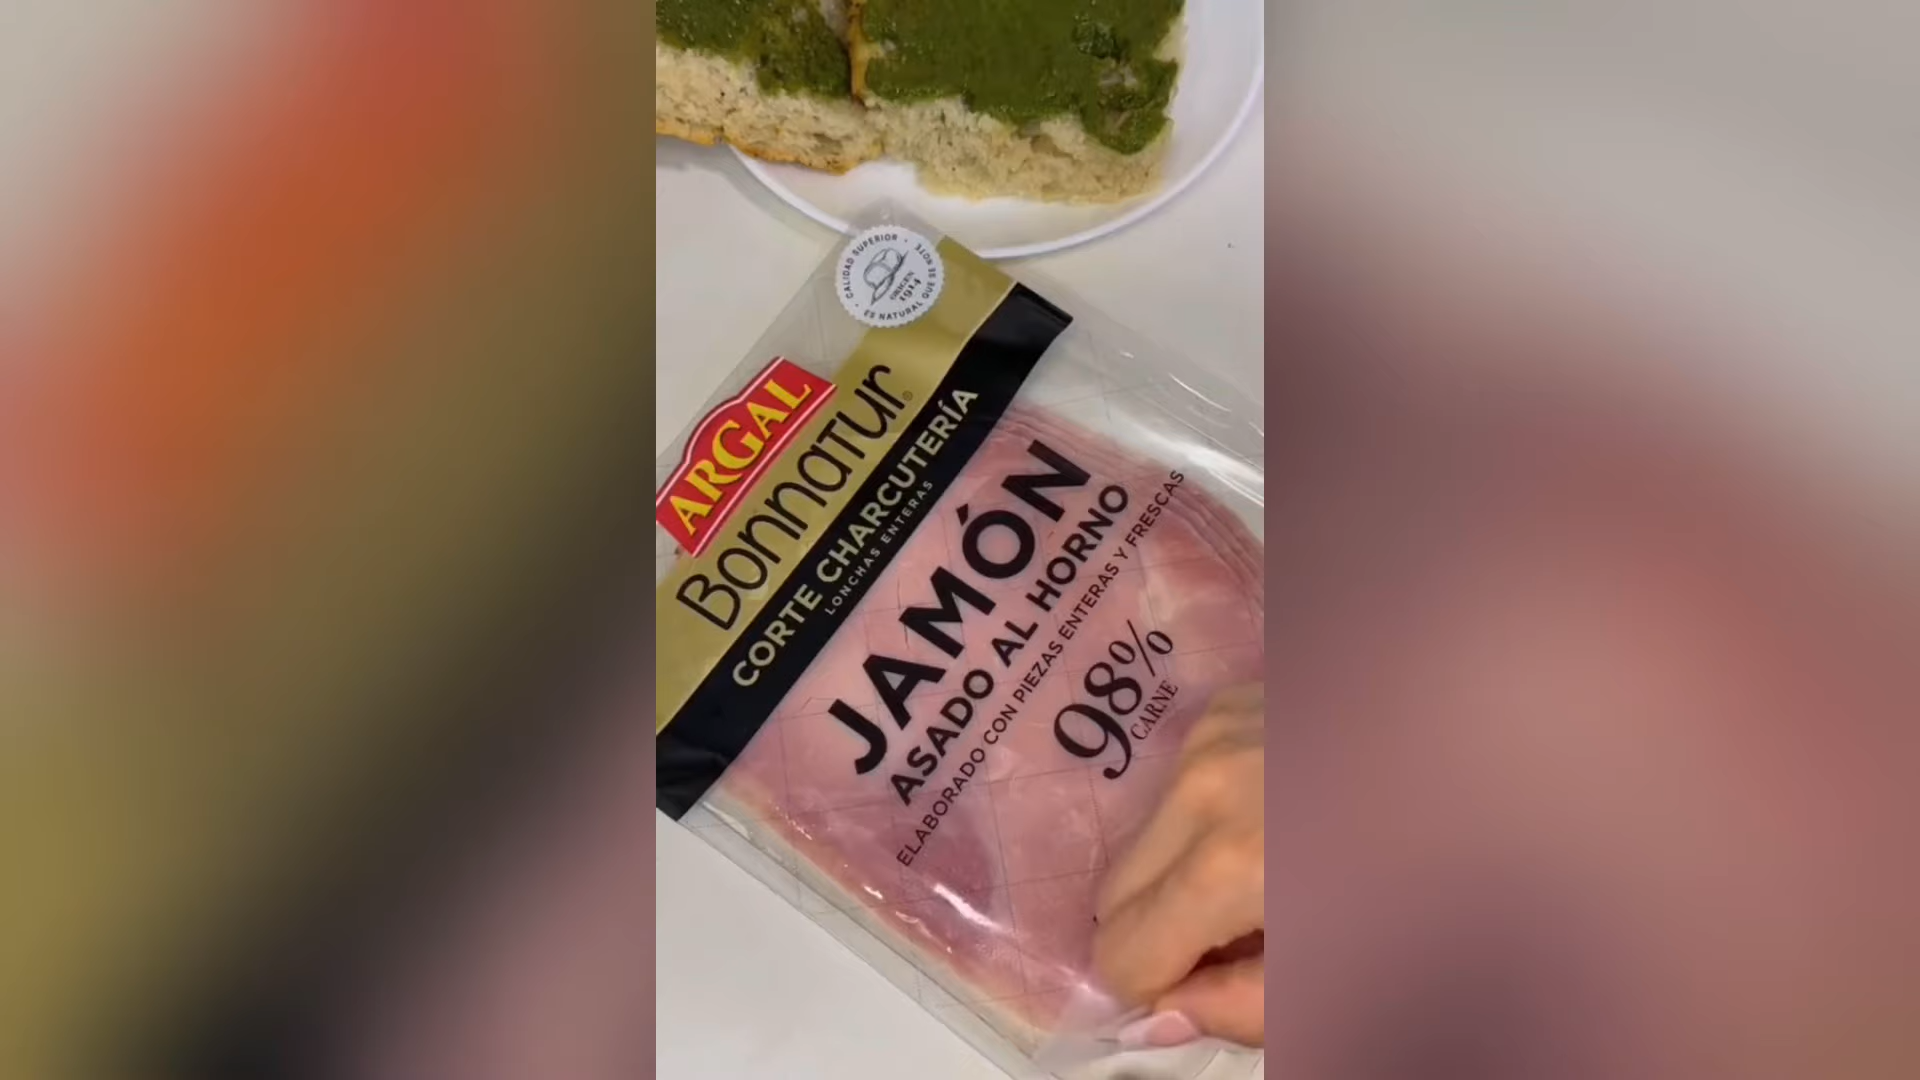 CALIDAD SUPERIOR
ORIGEN
1914
ES NATURAL QUE SE NOTE
ARGAL
Bonnatur®
CORTE CHARCUTERÍA
LONCHAS ENTERAS
JAMÓN
ASADO AL HORNO
ELABORADO CON PIEZAS ENTERAS Y FRESCAS
98%
CARNE